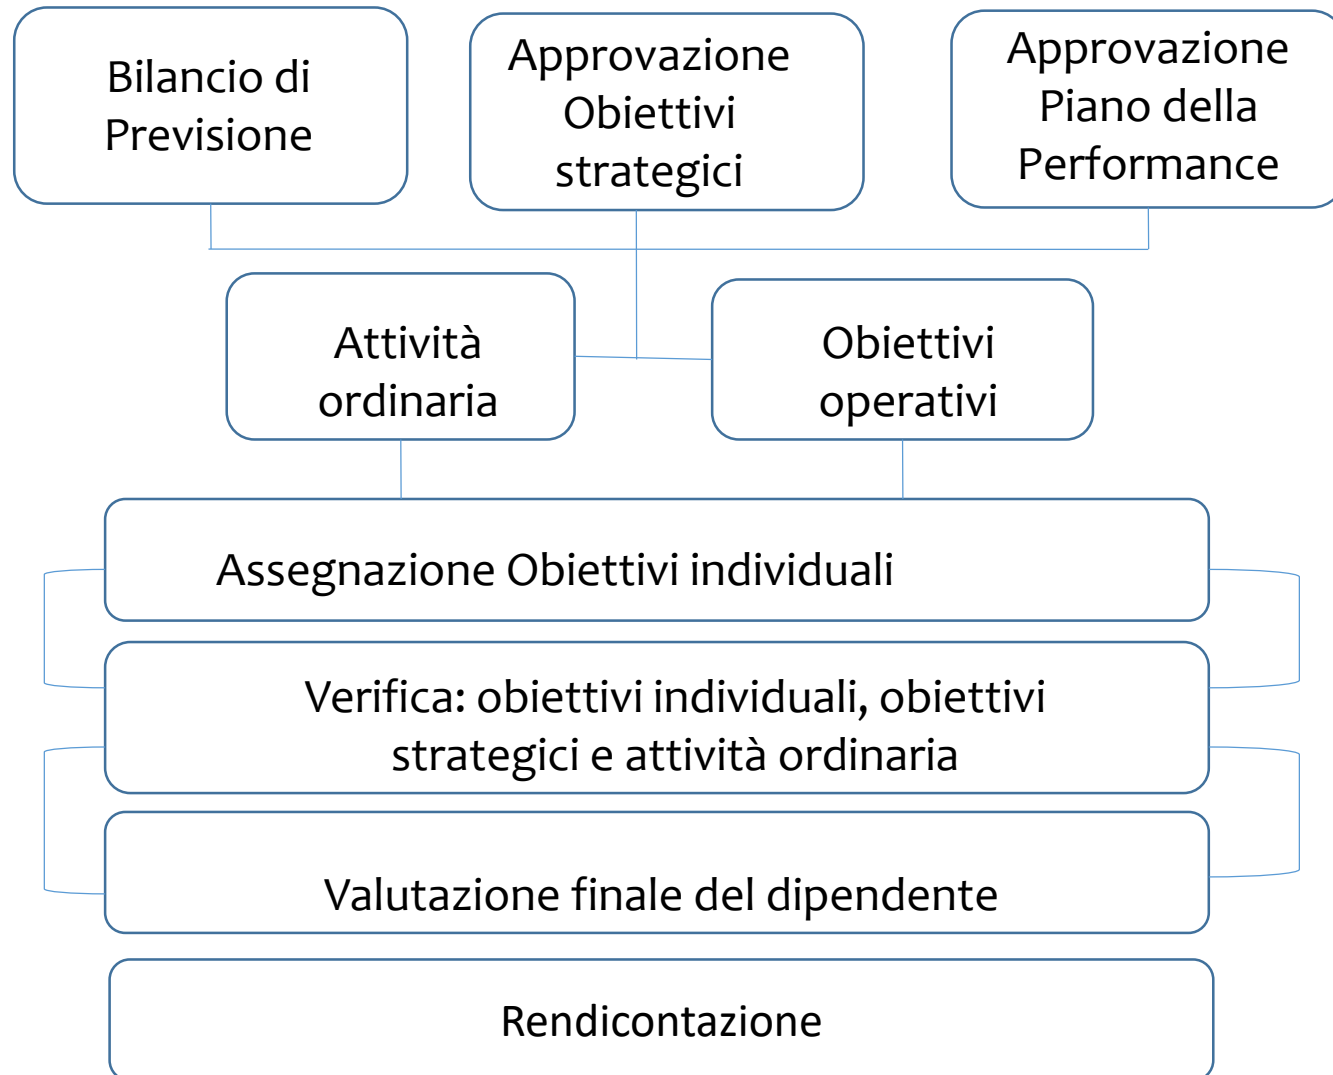 Bilancio di
Previsione
Approvazione
Obiettivi
strategici
Approvazione
Piano della
Performance
Attività
ordinaria
Obiettivi
operativi
Assegnazione Obiettivi individuali
Verifica: obiettivi individuali, obiettivi
strategici e attività ordinaria
Valutazione finale del dipendente
Rendicontazione